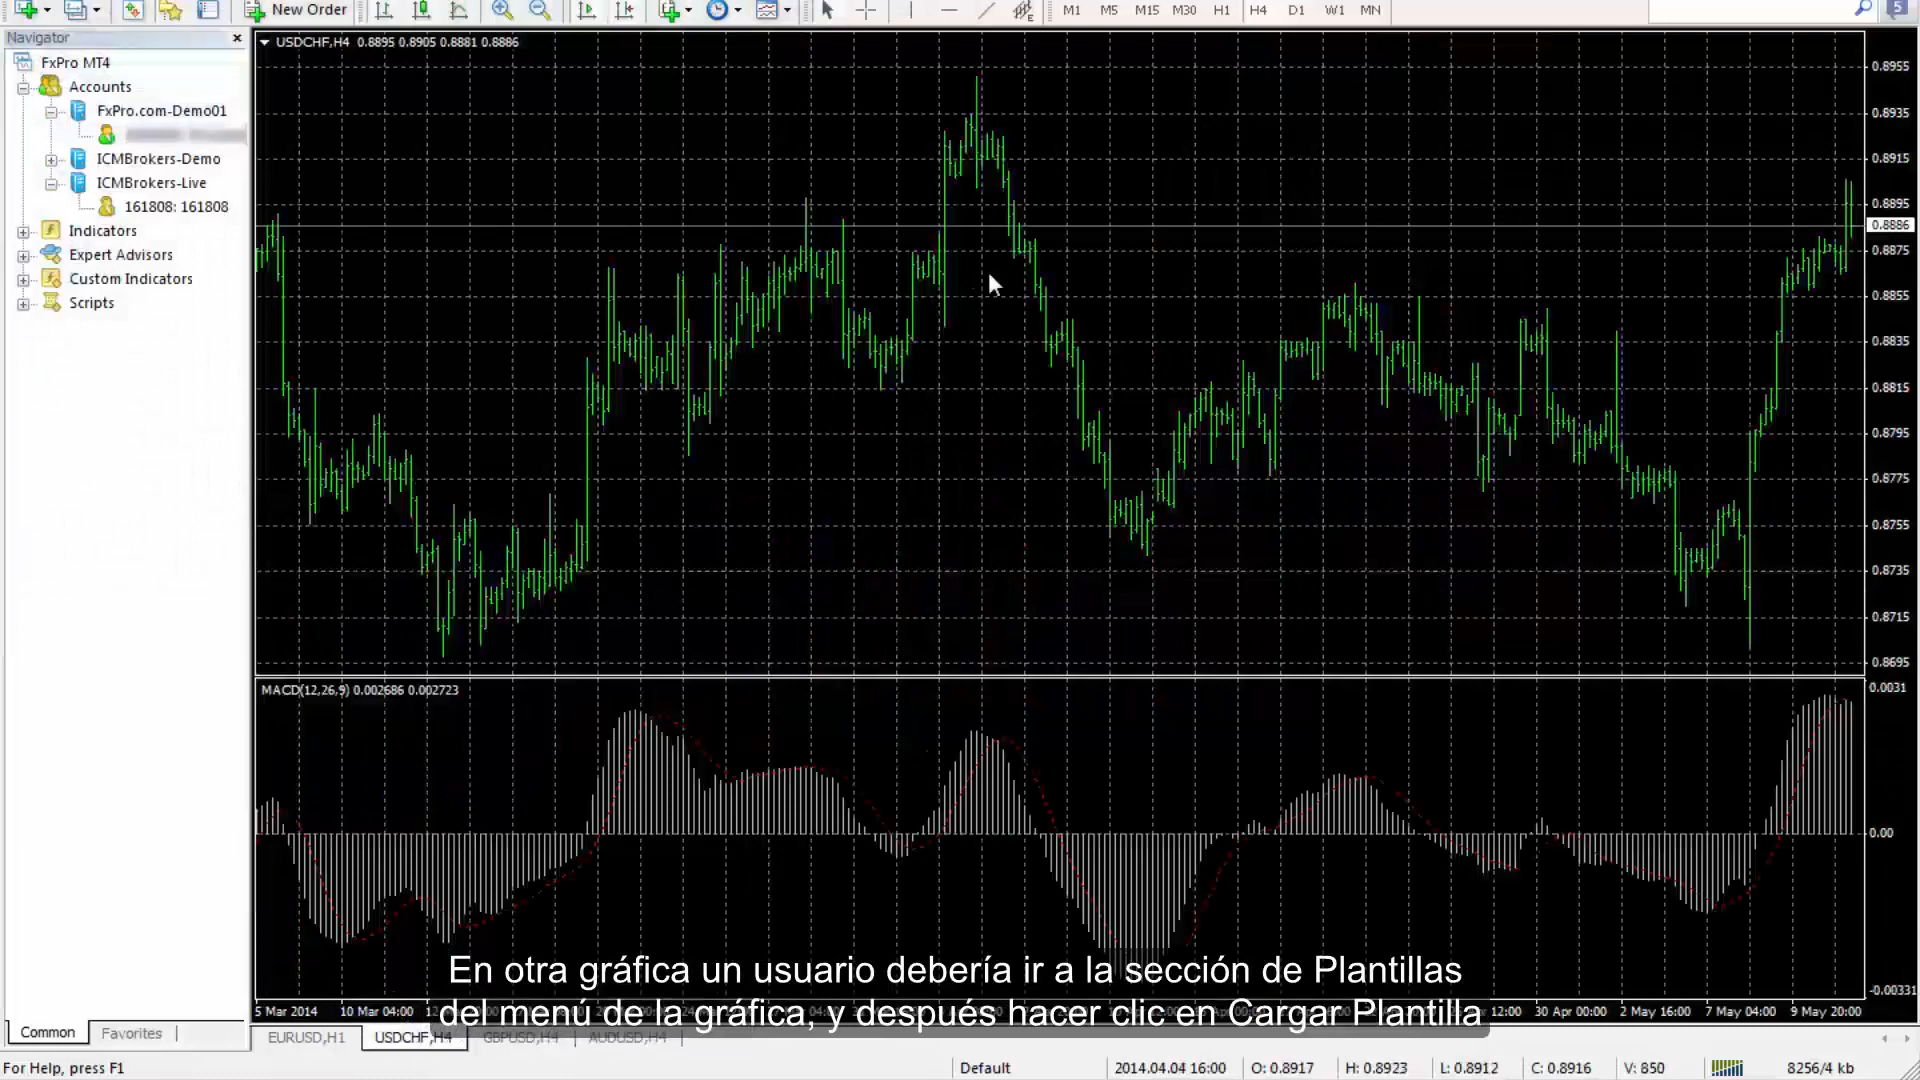 New Order
M1 M5 M15 M30 H1 H4 D1 W1 MN
5
Navigator
FxPro MT4
Accounts
FxPro.com-Demo01
ICMBrokers-Demo
ICMBrokers-Live
161808: 161808
Indicators
Expert Advisors
Custom Indicators
Scripts
USDCHF,H4 0.8895 0.8905 0.8881 0.8886
0.8955
0.8935
0.8915
0.8895
0.8886
0.8875
0.8855
0.8835
0.8815
0.8795
0.8775
0.8755
0.8735
0.8715
0.8695
MACD(12,26,9) 0.002686 0.002723
0.0031
0.00
-0.00331
En otra gráfica un usuario debería ir a la sección de Plantillas
del menú de la gráfica, y después hacer clic en Cargar Plantilla
5 Mar 2014 10 Mar 04:00 12:00 30 Apr 00:00 2 May 16:00 7 May 04:00 9 May 20:00
Common Favorites
EURUSD,H1 USDCHF,H4 GBPUSD,H4 AUDUSD,H4
For Help, press F1 Default 2014.04.04 16:00 O: 0.8917 H: 0.8923 L: 0.8912 C: 0.8916 V: 850 8256/4 kb